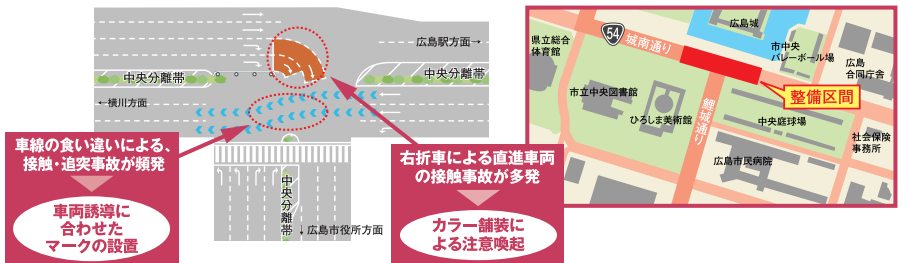 広島駅方面→
中央分離帯
中央分離帯
←横川方面
車線の食い違いによる、
接触・追突事故が頻発
車両誘導に
合わせた
マークの設置
中央分離帯
↓広島市役所方面
右折車による直進車両
の接触事故が多発
カラー舗装に
よる注意喚起
広島城
54
城南通り
県立総合
体育館
市中央
バレーボール場
広島
合同庁舎
整備区間
市立中央図書館
ひろしま美術館
鯉城通り
中央庭球場
社会保険
事務所
広島市民病院